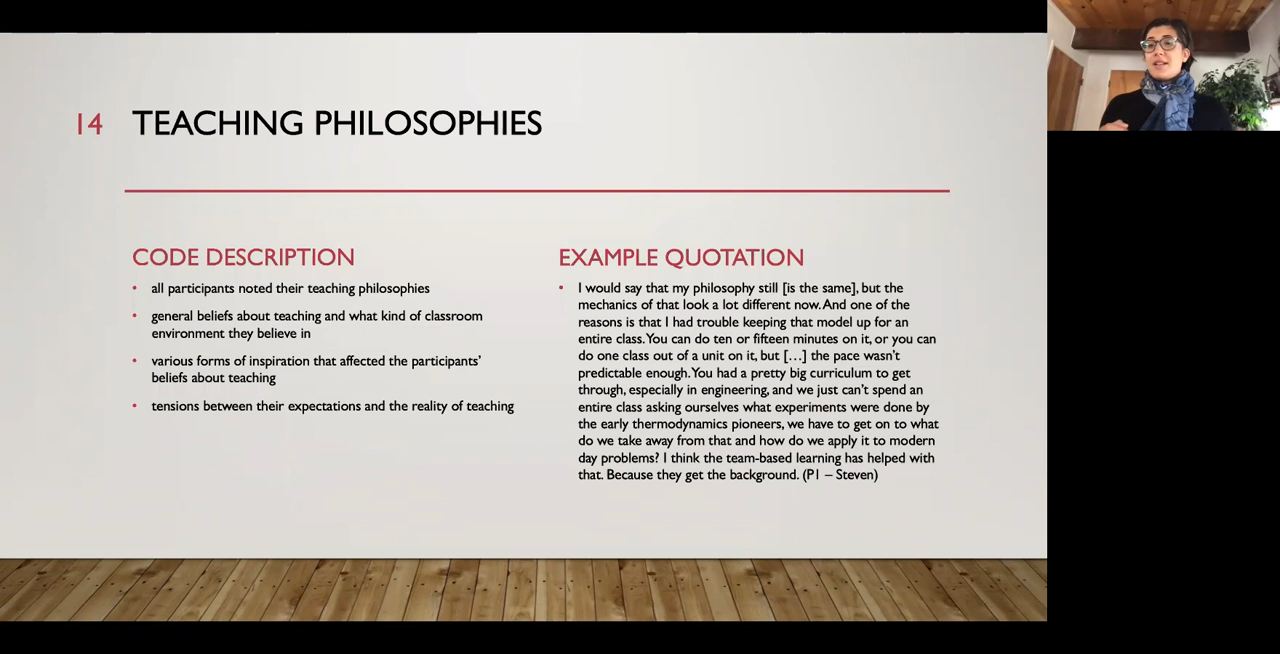 14 TEACHING PHILOSOPHIES
CODE DESCRIPTION
• all participants noted their teaching philosophies
• general beliefs about teaching and what kind of classroom
environment they believe in
• various forms of inspiration that affected the participants'
beliefs about teaching
• tensions between their expectations and the reality of teaching
EXAMPLE QUOTATION
• I would say that my philosophy still [is the same], but the
mechanics of that look a lot different now. And one of the
reasons is that I had trouble keeping that model up for an
entire class. You can do ten or fifteen minutes on it, or you can
do one class out of a unit on it, but […] the pace wasn't
predictable enough. You had a pretty big curriculum to get
through, especially in engineering, and we just can't spend an
entire class asking ourselves what experiments were done by
the early thermodynamics pioneers, we have to get on to what
do we take away from that and how do we apply it to modern
day problems? I think the team-based learning has helped with
that. Because they get the background. (P1 – Steven)